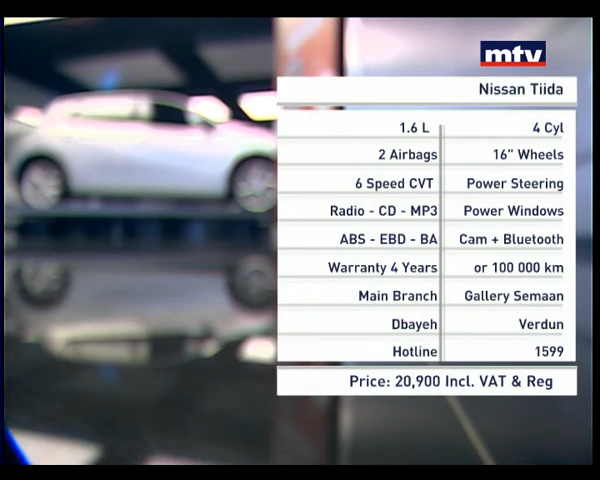 mtv
Nissan Tiida
1.6 L 4 Cyl
2 Airbags 16" Wheels
6 Speed CVT Power Steering
Radio - CD - MP3 Power Windows
ABS - EBD - BA Cam + Bluetooth
Warranty 4 Years or 100 000 km
Main Branch Gallery Semaan
Dbayeh Verdun
Hotline 1599
Price: 20,900 Incl. VAT & Reg